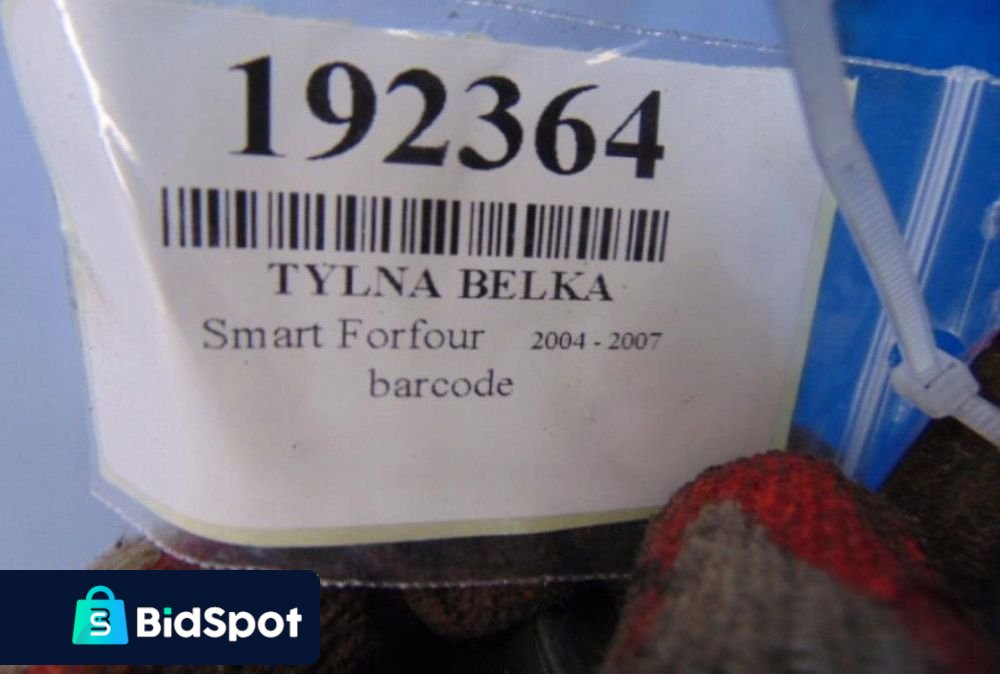 192364
TYLNA BELKA
Smart Forfour 2004 - 2007
barcode
BidSpot